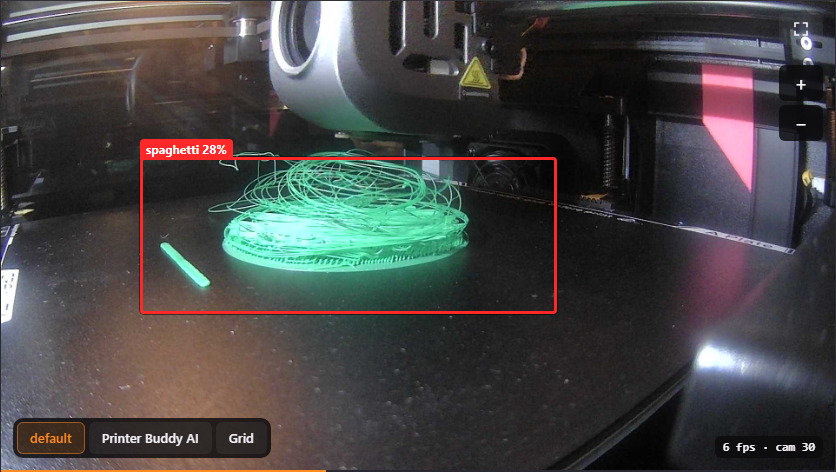 spaghetti 28%
+
−
default
Printer Buddy AI
Grid
6 fps · cam 30